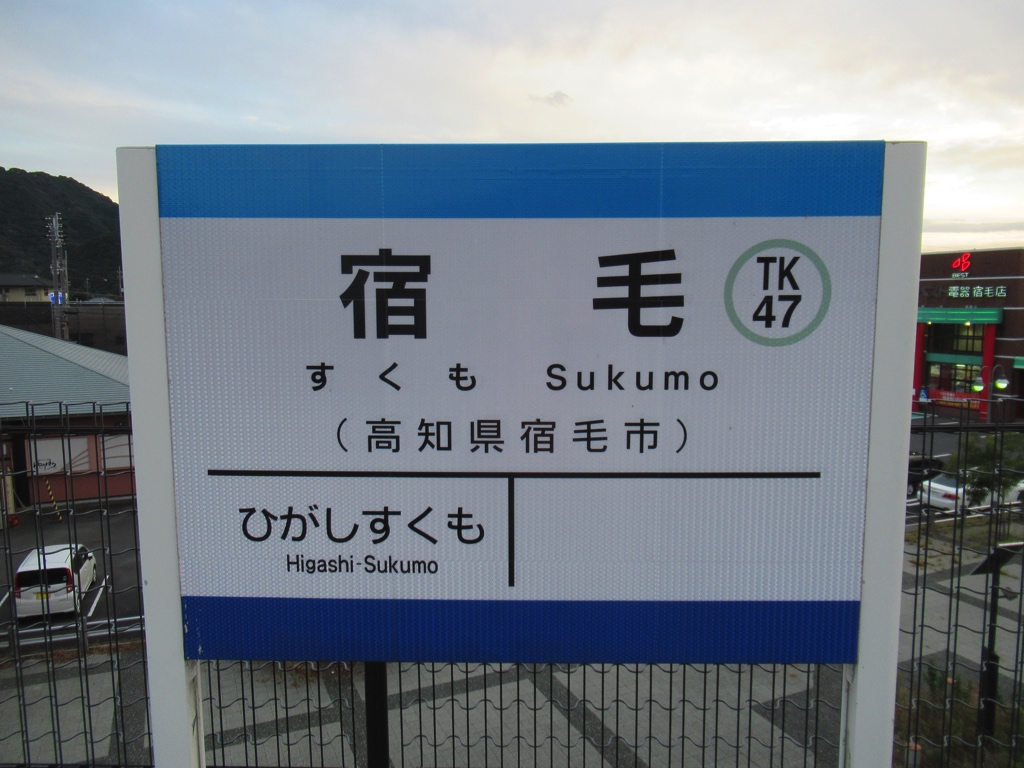 宿毛
TK
47
すくも Sukumo
(高知県宿毛市)
ひがしすくも
Higashi-Sukumo
BEST
電器 宿毛店